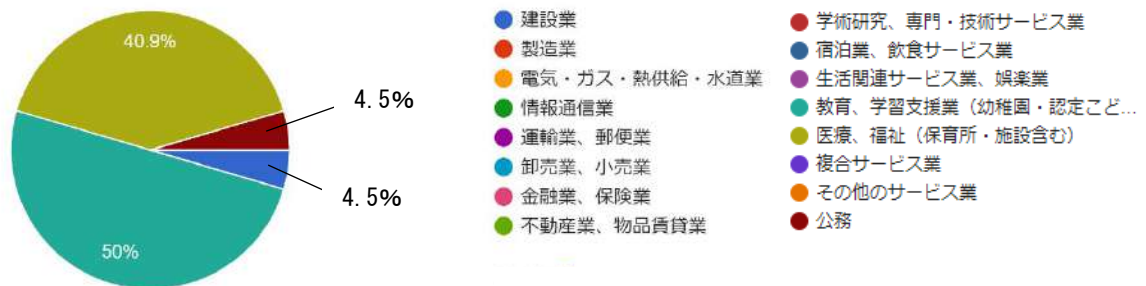 40.9%
4.5%
4.5%
50%
建設業
製造業
電気・ガス・熱供給・水道業
情報通信業
運輸業、郵便業
卸売業、小売業
金融業、保険業
不動産業、物品賃貸業
学術研究、専門・技術サービス業
宿泊業、飲食サービス業
生活関連サービス業、娯楽業
教育、学習支援業（幼稚園・認定こど...
医療、福祉（保育所・施設含む）
複合サービス業
その他のサービス業
公務